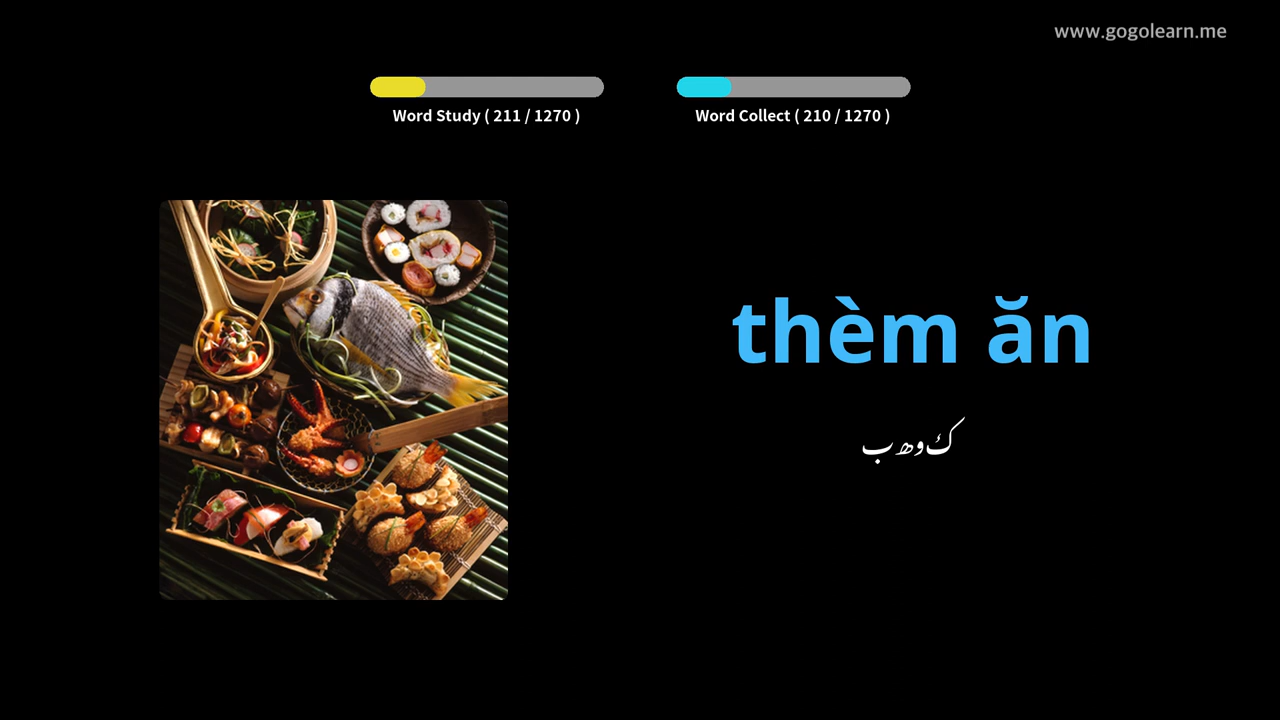 www.gogolearn.me
Word Study ( 211 / 1270 )
Word Collect ( 210 / 1270 )
thèm ăn
ک و ھ ب